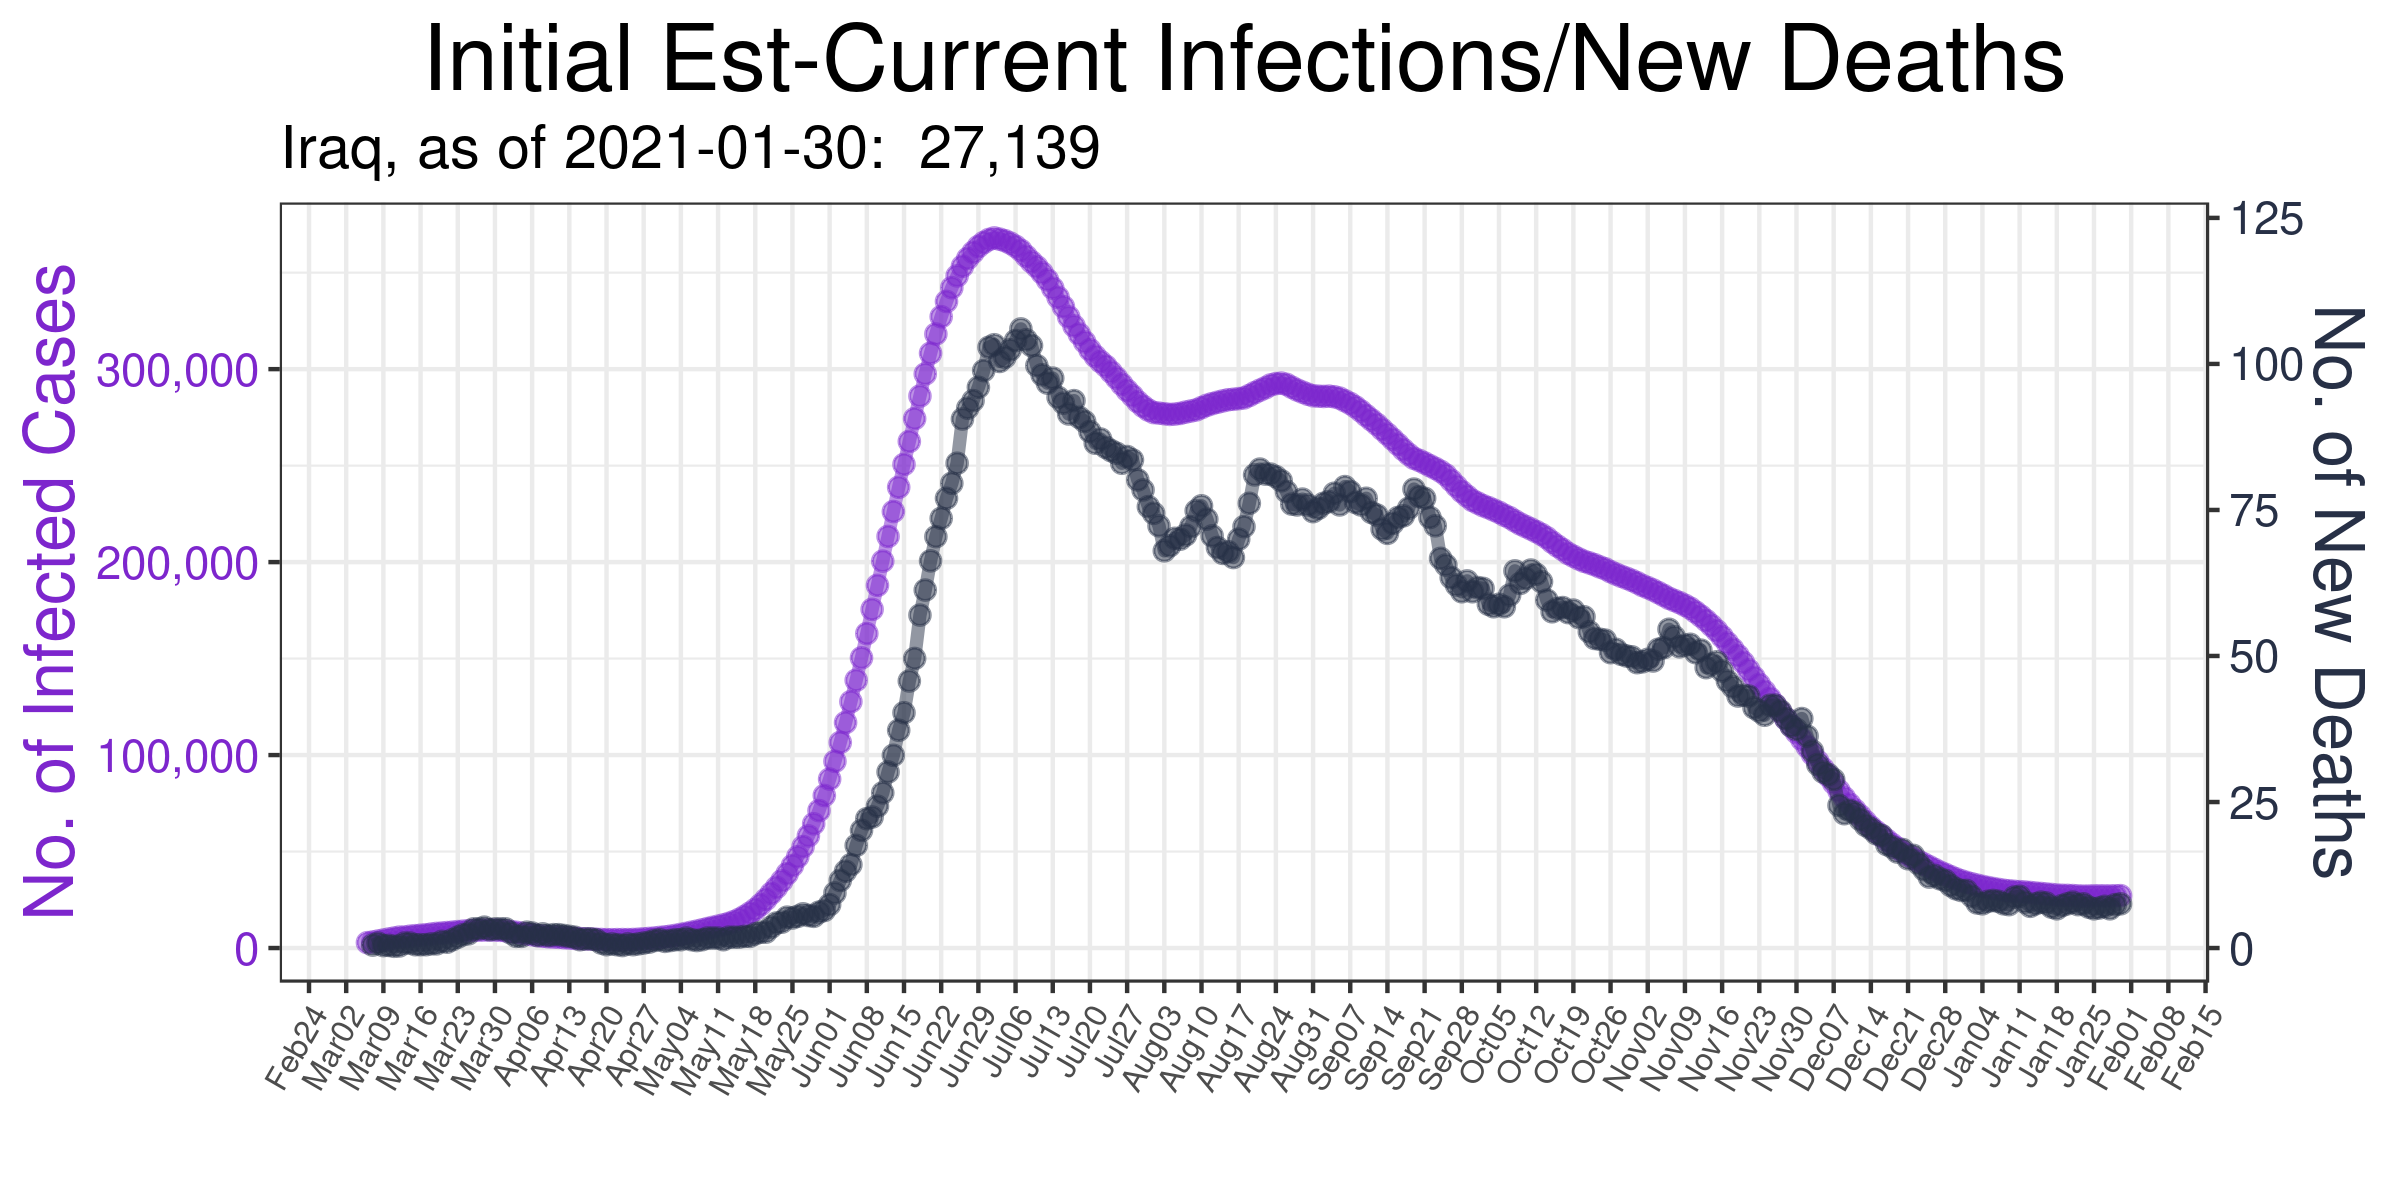 Initial Est-Current Infections/New Deaths
Iraq, as of 2021-01-30:  27,139
No. of Infected Cases
300,000
200,000
100,000
0
125
100
75
50
25
0
No. of New Deaths
Feb24
Mar02
Mar09
Mar16
Mar23
Mar30
Apr06
Apr13
Apr20
Apr27
May04
May11
May18
May25
Jun01
Jun08
Jun15
Jun22
Jun29
Jul06
Jul13
Jul20
Jul27
Aug03
Aug10
Aug17
Aug24
Aug31
Sep07
Sep14
Sep21
Sep28
Oct05
Oct12
Oct19
Oct26
Nov02
Nov09
Nov16
Nov23
Nov30
Dec07
Dec14
Dec21
Dec28
Jan04
Jan11
Jan18
Jan25
Feb01
Feb08
Feb15